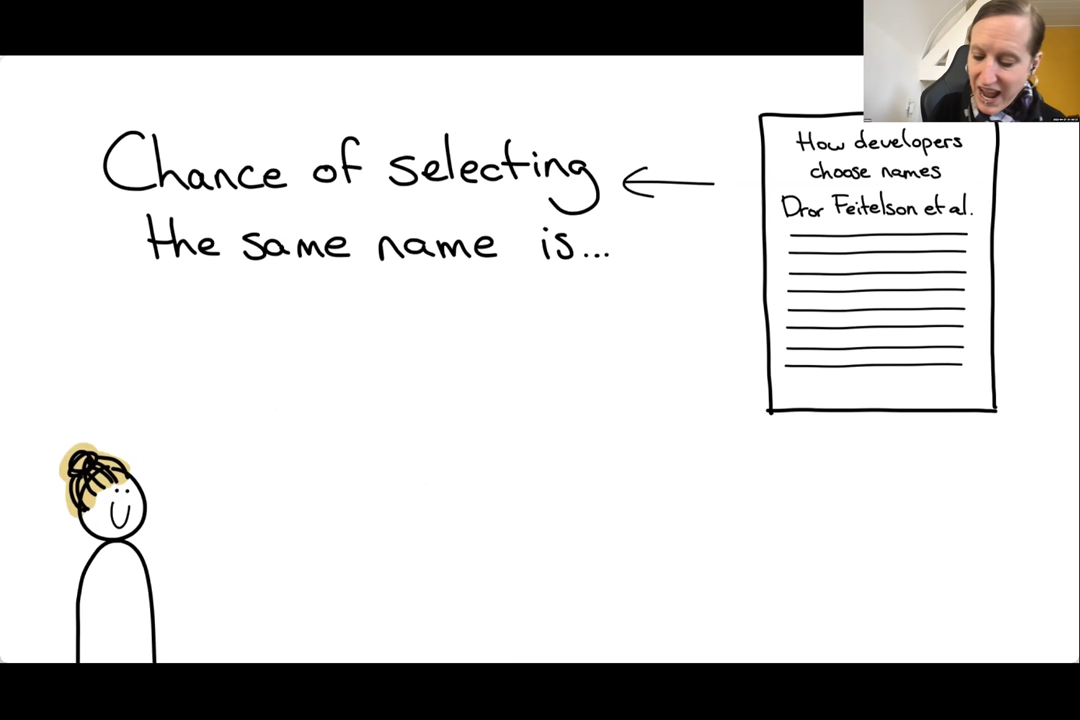 Chance of selecting
the same name is...
How developers
choose names
Dror Feitelson et al.